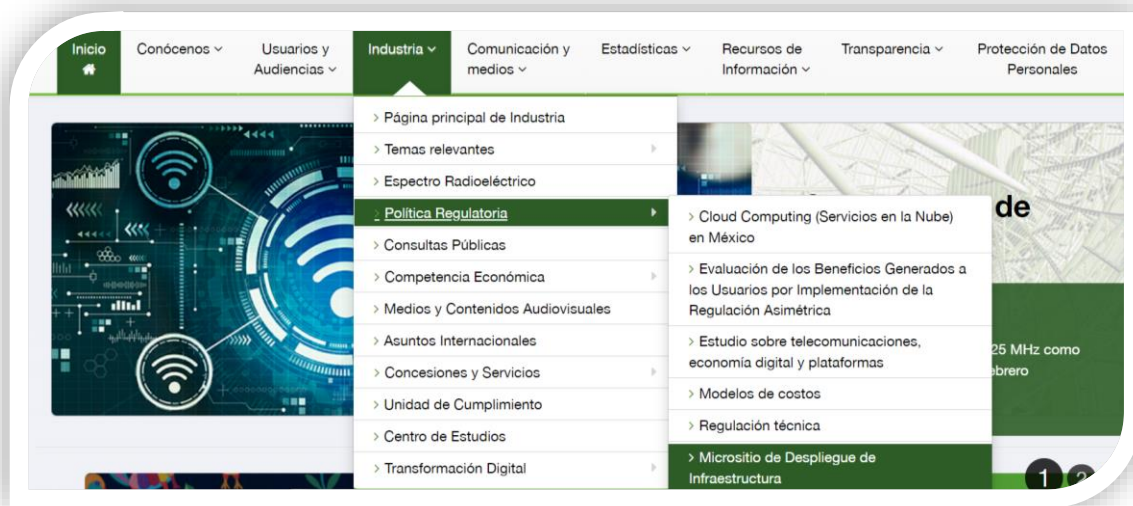 Inicio
Conócenos
Usuarios y
Audiencias
Industria
Comunicación y
medios
Estadísticas
Recursos de
Información
Transparencia
Protección de Datos
Personales
> Página principal de Industria
> Temas relevantes
> Espectro Radioeléctrico
> Política Regulatoria
> Consultas Públicas
> Competencia Económica
> Medios y Contenidos Audiovisuales
> Asuntos Internacionales
> Concesiones y Servicios
> Unidad de Cumplimiento
> Centro de Estudios
> Transformación Digital
> Cloud Computing (Servicios en la Nube)
en México
> Evaluación de los Beneficios Generados a
los Usuarios por Implementación de la
Regulación Asimétrica
> Estudio sobre telecomunicaciones,
economía digital y plataformas
> Modelos de costos
> Regulación técnica
> Micrositio de Despliegue de
Infraestructura
de
25 MHz como
ebrero
1 2